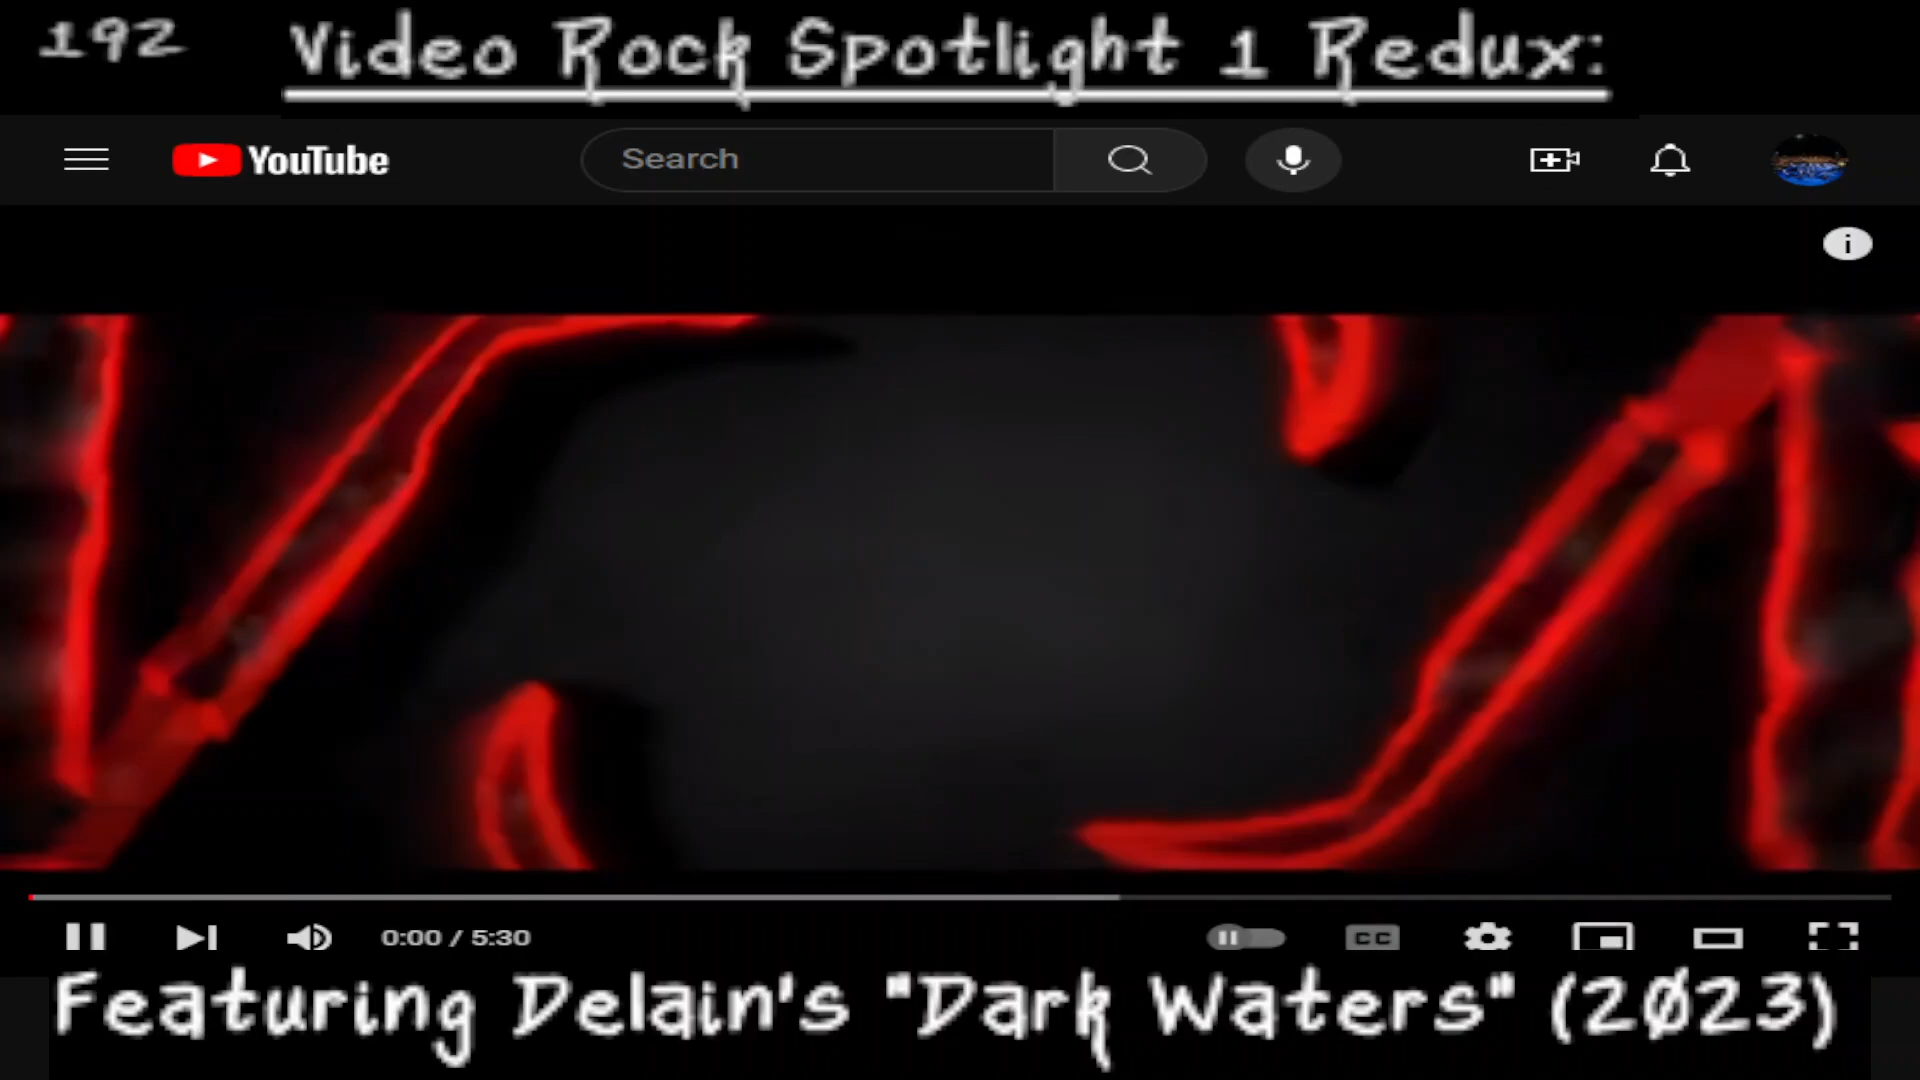 192 Video Rock Spotlight 1 Redux:
YouTube Search
i
0:00 / 5:30 CC
Featuring Delain's "Dark Waters" (2023)